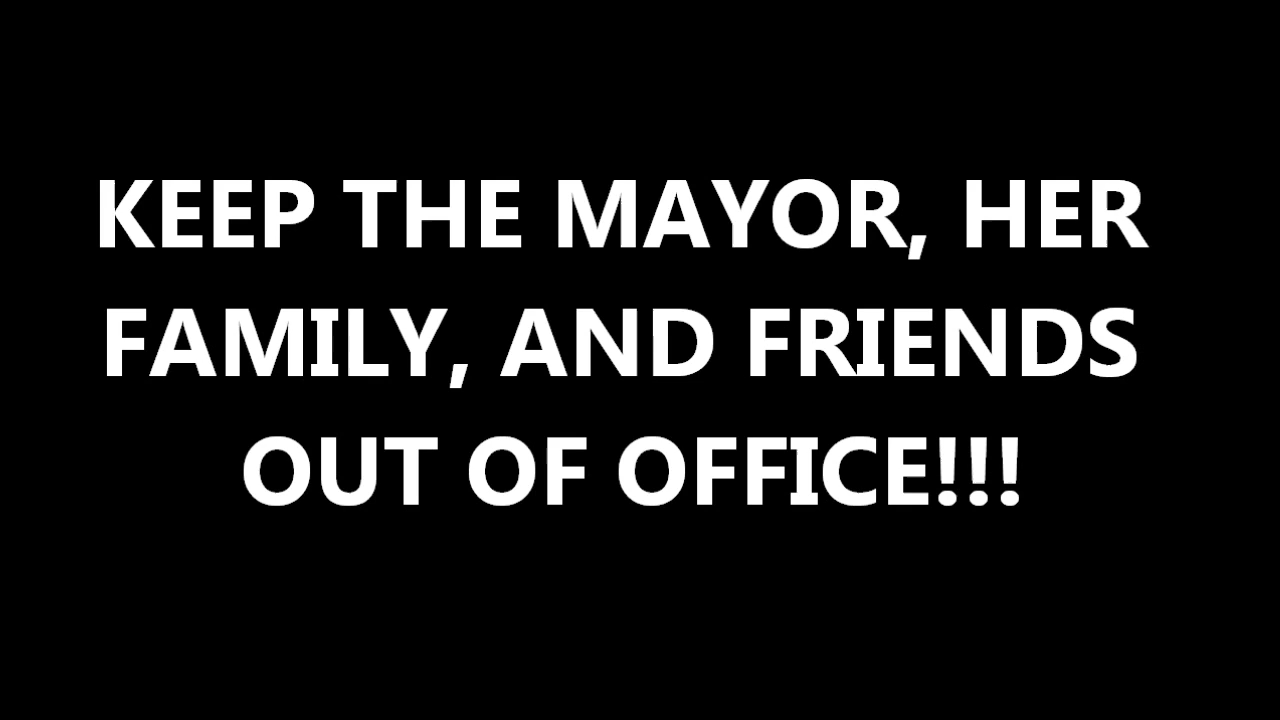 KEEP THE MAYOR, HER
FAMILY, AND FRIENDS
OUT OF OFFICE!!!